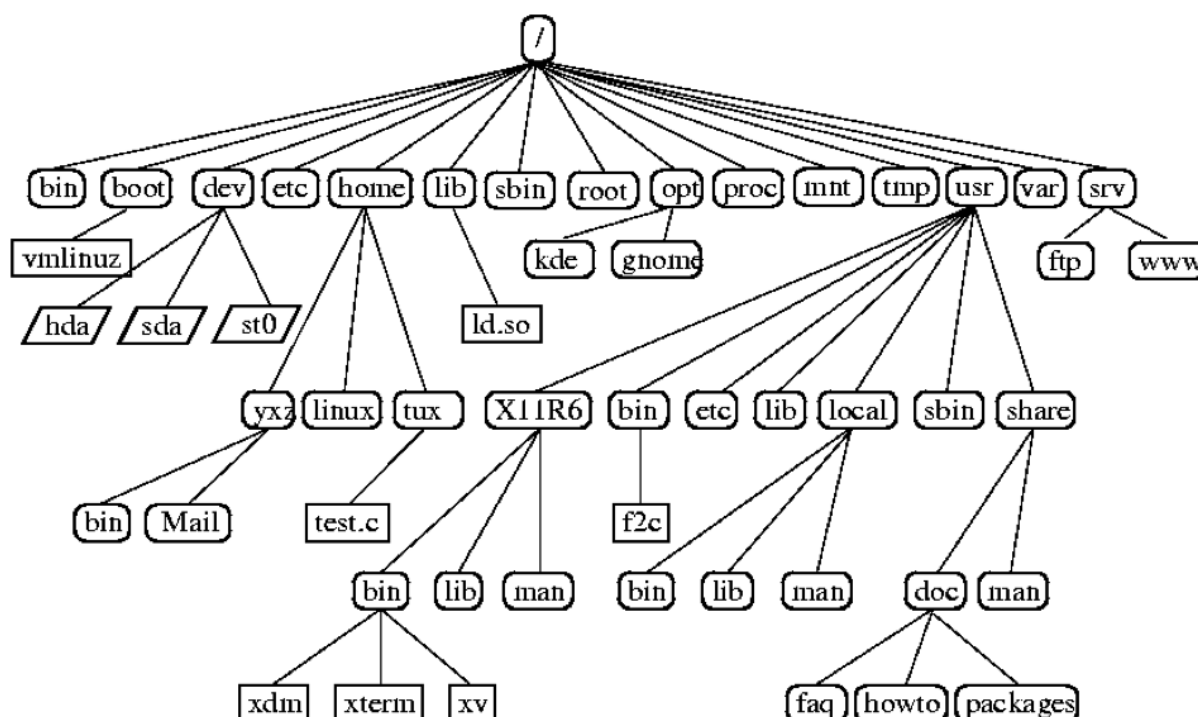 /
bin boot dev etc home lib sbin root opt proc mnt tmp usr var srv
vmlinuz kde gnome ftp www
hda sda st0 ld.so
yxz linux tux X11R6 bin etc lib local sbin share
bin Mail test.c f2c
bin lib man bin lib man doc man
xdm xterm xv faq howto packages